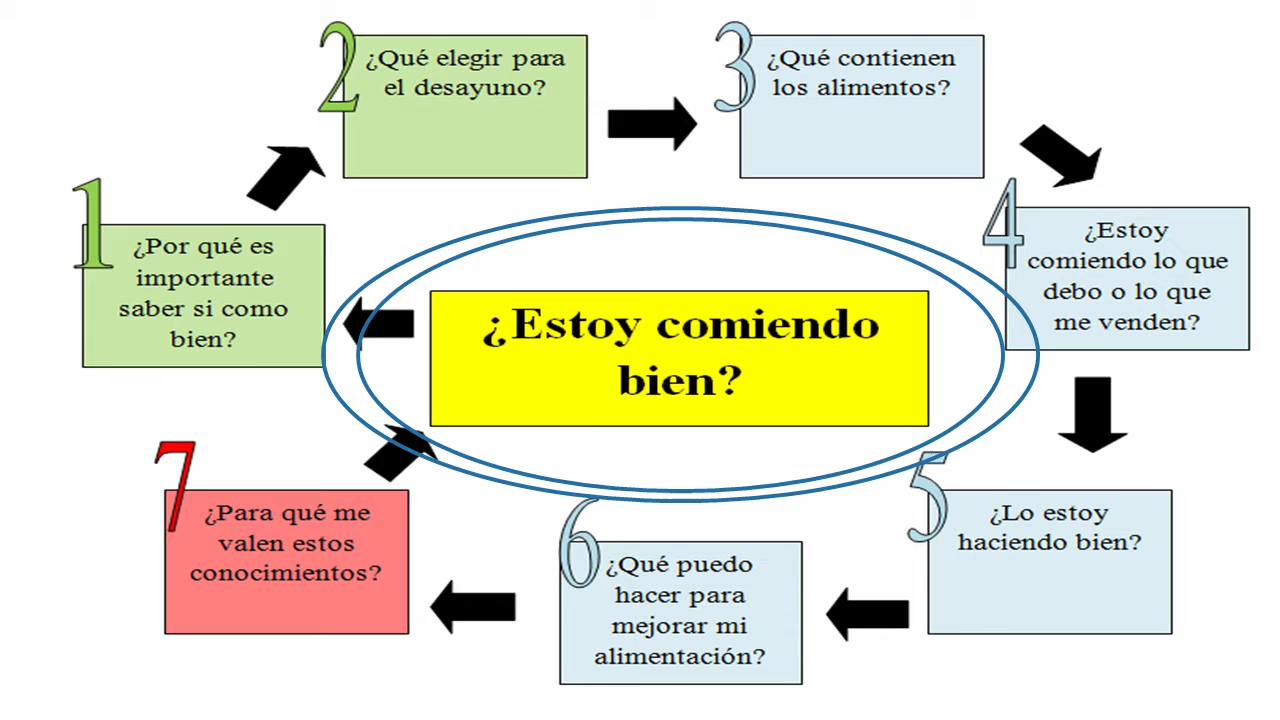 ¿Estoy comiendo
bien?
1
¿Por qué es
importante
saber si como
bien?
2
¿Qué elegir para
el desayuno?
3
¿Qué contienen
los alimentos?
4
¿Estoy
comiendo lo que
debo o lo que
me venden?
5
¿Lo estoy
haciendo bien?
6
¿Qué puedo
hacer para
mejorar mi
alimentación?
7
¿Para qué me
valen estos
conocimientos?